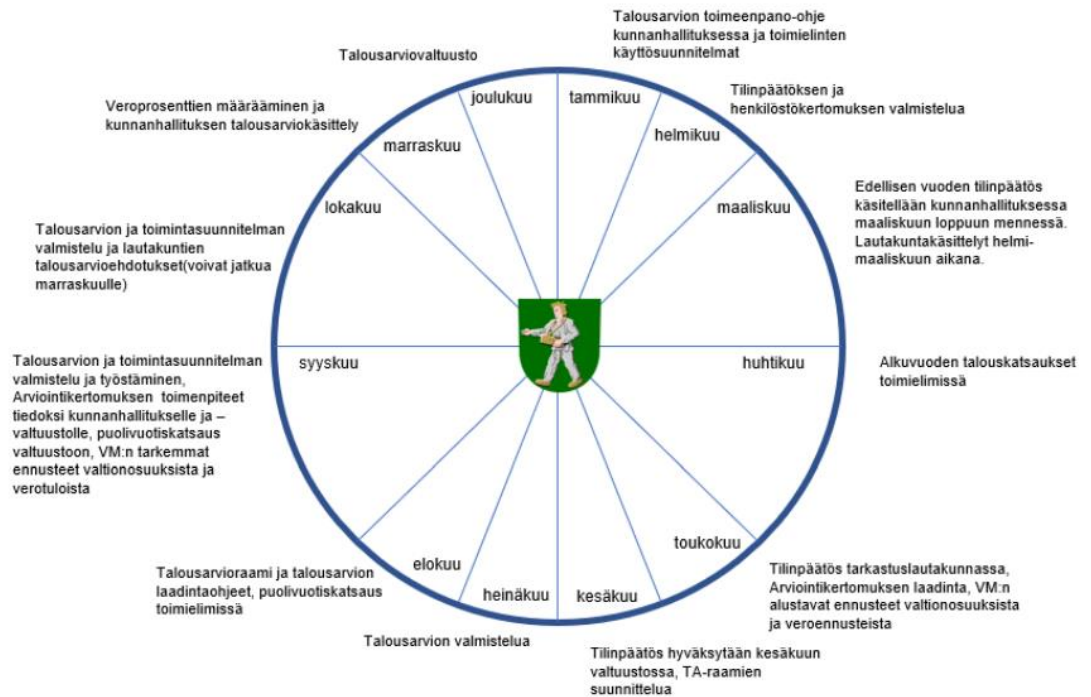 Talousarvion toimeenpano-ohje
kunnanhallituksessa ja toimielinten
käyttösuunnitelmat
tammikuu
Tilinpäätöksen ja
henkilöstökertomuksen valmistelua
helmikuu
Edellisen vuoden tilinpäätös
käsitellään kunnanhallituksessa
maaliskuun loppuun mennessä.
Lautakuntakäsittelyt helmi-
maaliskuun aikana.
maaliskuu
Alkuvuoden talouskatsaukset
toimielimissä
huhtikuu
toukokuu
Tilinpäätös tarkastuslautakunnassa,
Arviointikertomuksen laadinta, VM:n
alustavat ennusteet valtionosuuksista
ja veroennusteista
kesäkuu
Tilinpäätös hyväksytään kesäkuun
valtuustossa, TA-raamien
suunnittelua
heinäkuu
Talousarvion valmistelua
elokuu
Talousarvioraami ja talousarvion
laadintaohjeet, puolivuotiskatsaus
toimielimissä
syyskuu
Talousarvion ja toimintasuunnitelman
valmistelu ja työstäminen,
Arviointikertomuksen toimenpiteet
tiedoksi kunnanhallitukselle ja –
valtuustolle, puolivuotiskatsaus
valtuustoon, VM:n tarkemmat
ennusteet valtionosuuksista ja
verotuloista
lokakuu
Talousarvion ja toimintasuunnitelman
valmistelu ja lautakuntien
talousarvioehdotukset(voivat jatkua
marraskuulle)
marraskuu
Veroprosenttien määrääminen ja
kunnanhallituksen talousarviokäsittely
joulukuu
Talousarviovaltuusto